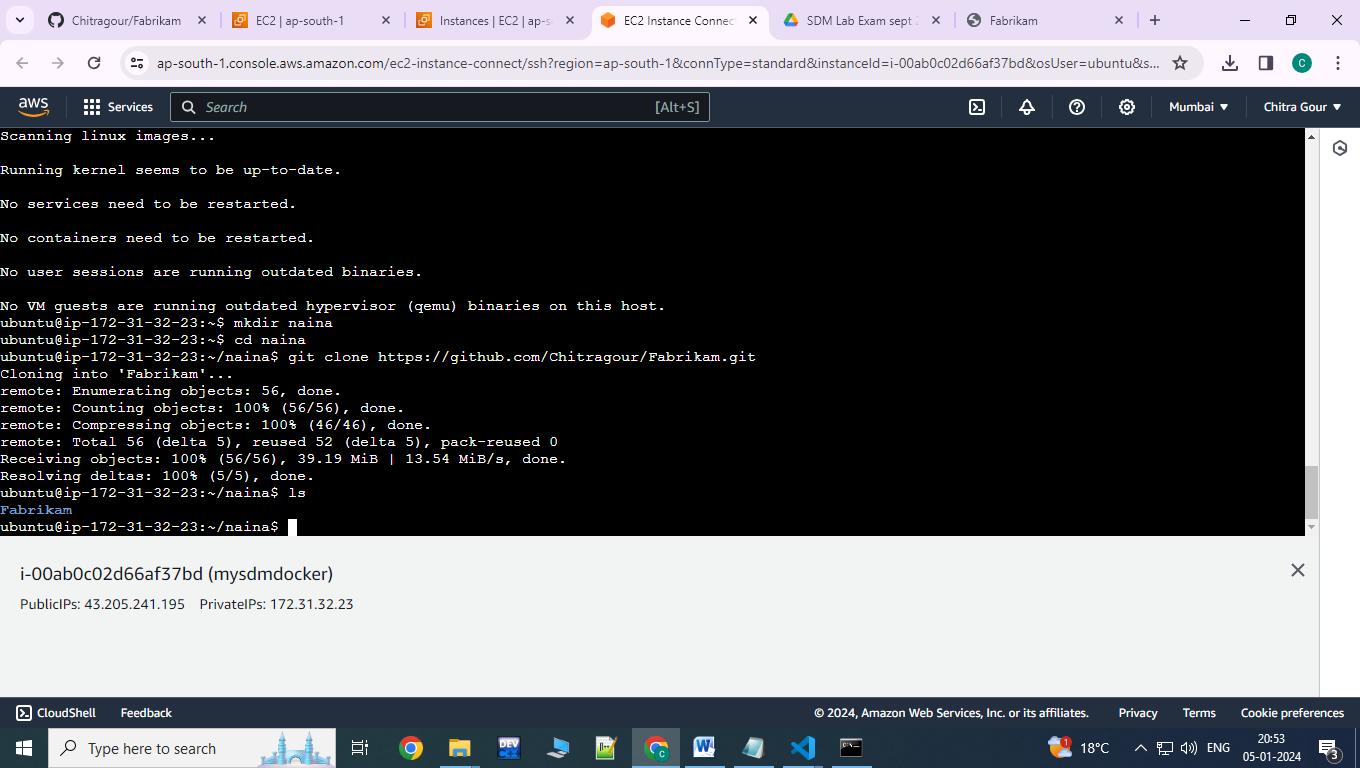 Chitragour/Fabrikam
EC2 | ap-south-1
Instances | EC2 | ap-s
EC2 Instance Connect
SDM Lab Exam sept 2
Fabrikam
ap-south-1.console.aws.amazon.com/ec2-instance-connect/ssh?region=ap-south-1&connType=standard&instanceId=i-00ab0c02d66af37bd&osUser=ubuntu&s...
C
aws
Services
Search
[Alt+S]
Mumbai
Chitra Gour
Scanning linux images...
Running kernel seems to be up-to-date.
No services need to be restarted.
No containers need to be restarted.
No user sessions are running outdated binaries.
No VM guests are running outdated hypervisor (qemu) binaries on this host.
ubuntu@ip-172-31-32-23:~$ mkdir naina
ubuntu@ip-172-31-32-23:~$ cd naina
ubuntu@ip-172-31-32-23:~/naina$ git clone https://github.com/Chitragour/Fabrikam.git
Cloning into 'Fabrikam'...
remote: Enumerating objects: 56, done.
remote: Counting objects: 100% (56/56), done.
remote: Compressing objects: 100% (46/46), done.
remote: Total 56 (delta 5), reused 52 (delta 5), pack-reused 0
Receiving objects: 100% (56/56), 39.19 MiB | 13.54 MiB/s, done.
Resolving deltas: 100% (5/5), done.
ubuntu@ip-172-31-32-23:~/naina$ ls
Fabrikam
ubuntu@ip-172-31-32-23:~/naina$
i-00ab0c02d66af37bd (mysdmdocker)
PublicIPs: 43.205.241.195 PrivateIPs: 172.31.32.23
CloudShell
Feedback
© 2024, Amazon Web Services, Inc. or its affiliates.
Privacy
Terms
Cookie preferences
Type here to search
DEV
1
18°C
ENG
20:53
05-01-2024
3